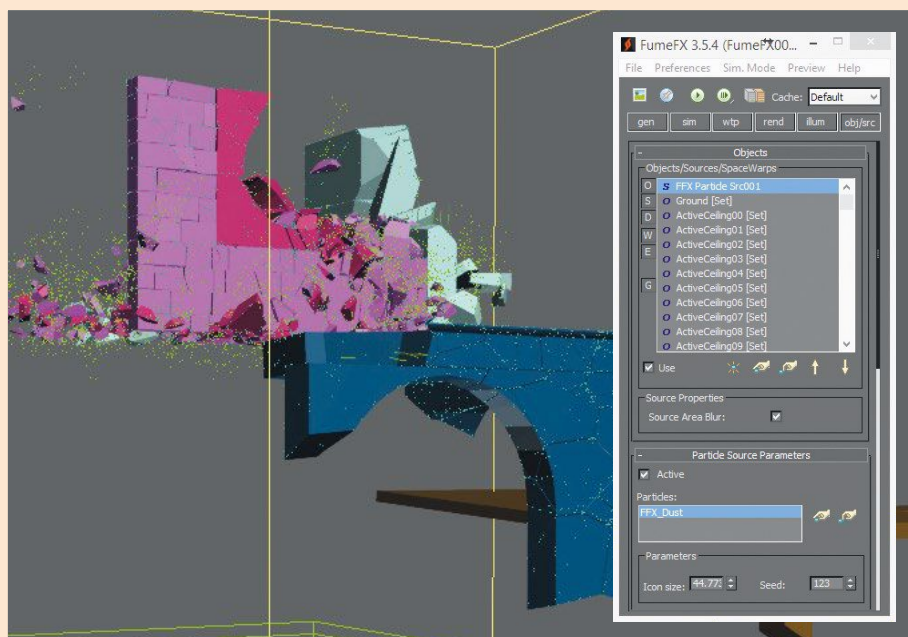 FumeFX 3.5.4 (FumeFX00...
File Preferences Sim. Mode Preview Help
Cache: Default
gen sim wtp rend illum obj/src
- Objects
Objects/Sources/SpaceWarps
O S FFX Particle Src001
S O Ground [Set]
D O ActiveCeiling00 [Set]
W O ActiveCeiling01 [Set]
E O ActiveCeiling02 [Set]
O ActiveCeiling03 [Set]
O ActiveCeiling04 [Set]
G O ActiveCeiling05 [Set]
O ActiveCeiling06 [Set]
O ActiveCeiling07 [Set]
O ActiveCeiling08 [Set]
O ActiveCeiling09 [Set]
Use
Source Properties
Source Area Blur:
- Particle Source Parameters
Active
Particles:
FFX_Dust
Parameters
Icon size: 44.773 Seed: 123